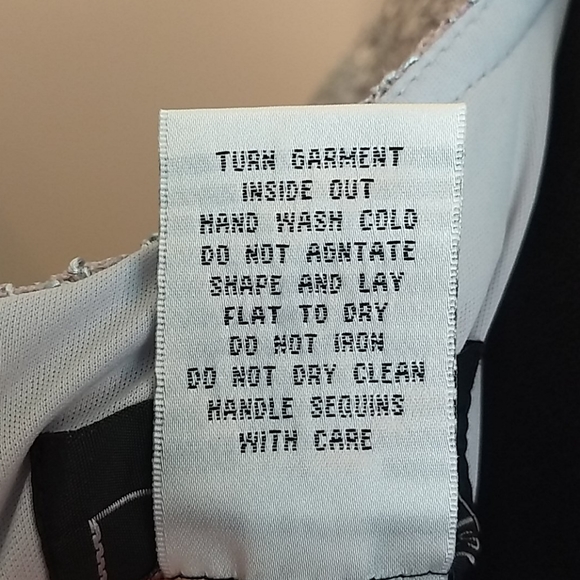 TURN GARMENT
INSIDE OUT
HAND WASH COLD
DO NOT AGNTATE
SHAPE AND LAY
FLAT TO DRY
DO NOT IRON
DO NOT DRY CLEAN
HANDLE SEQUINS
WITH CARE